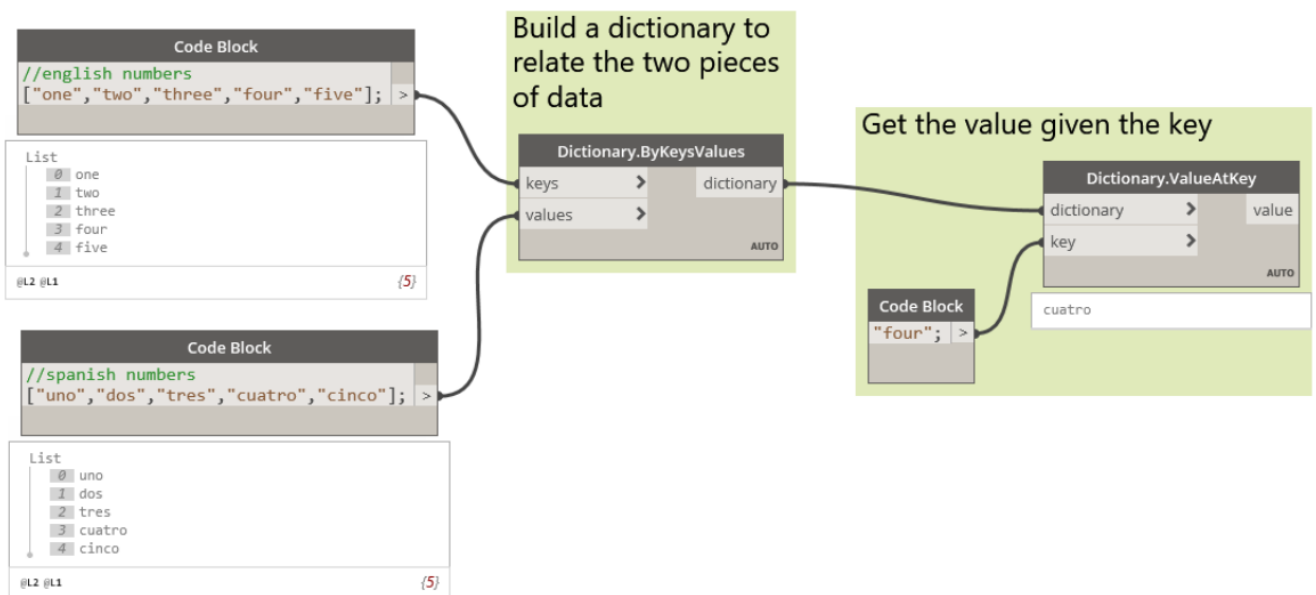 Code Block
//english numbers
["one","two","three","four","five"]; >
List
0 one
1 two
2 three
3 four
4 five
@L2 @L1 {5}
Code Block
//spanish numbers
["uno","dos","tres","cuatro","cinco"]; >
List
0 uno
1 dos
2 tres
3 cuatro
4 cinco
@L2 @L1 {5}
Build a dictionary to
relate the two pieces
of data
Dictionary.ByKeysValues
keys > dictionary
values >
AUTO
Get the value given the key
Code Block
"four"; >
Dictionary.ValueAtKey
dictionary > value
key >
AUTO
cuatro